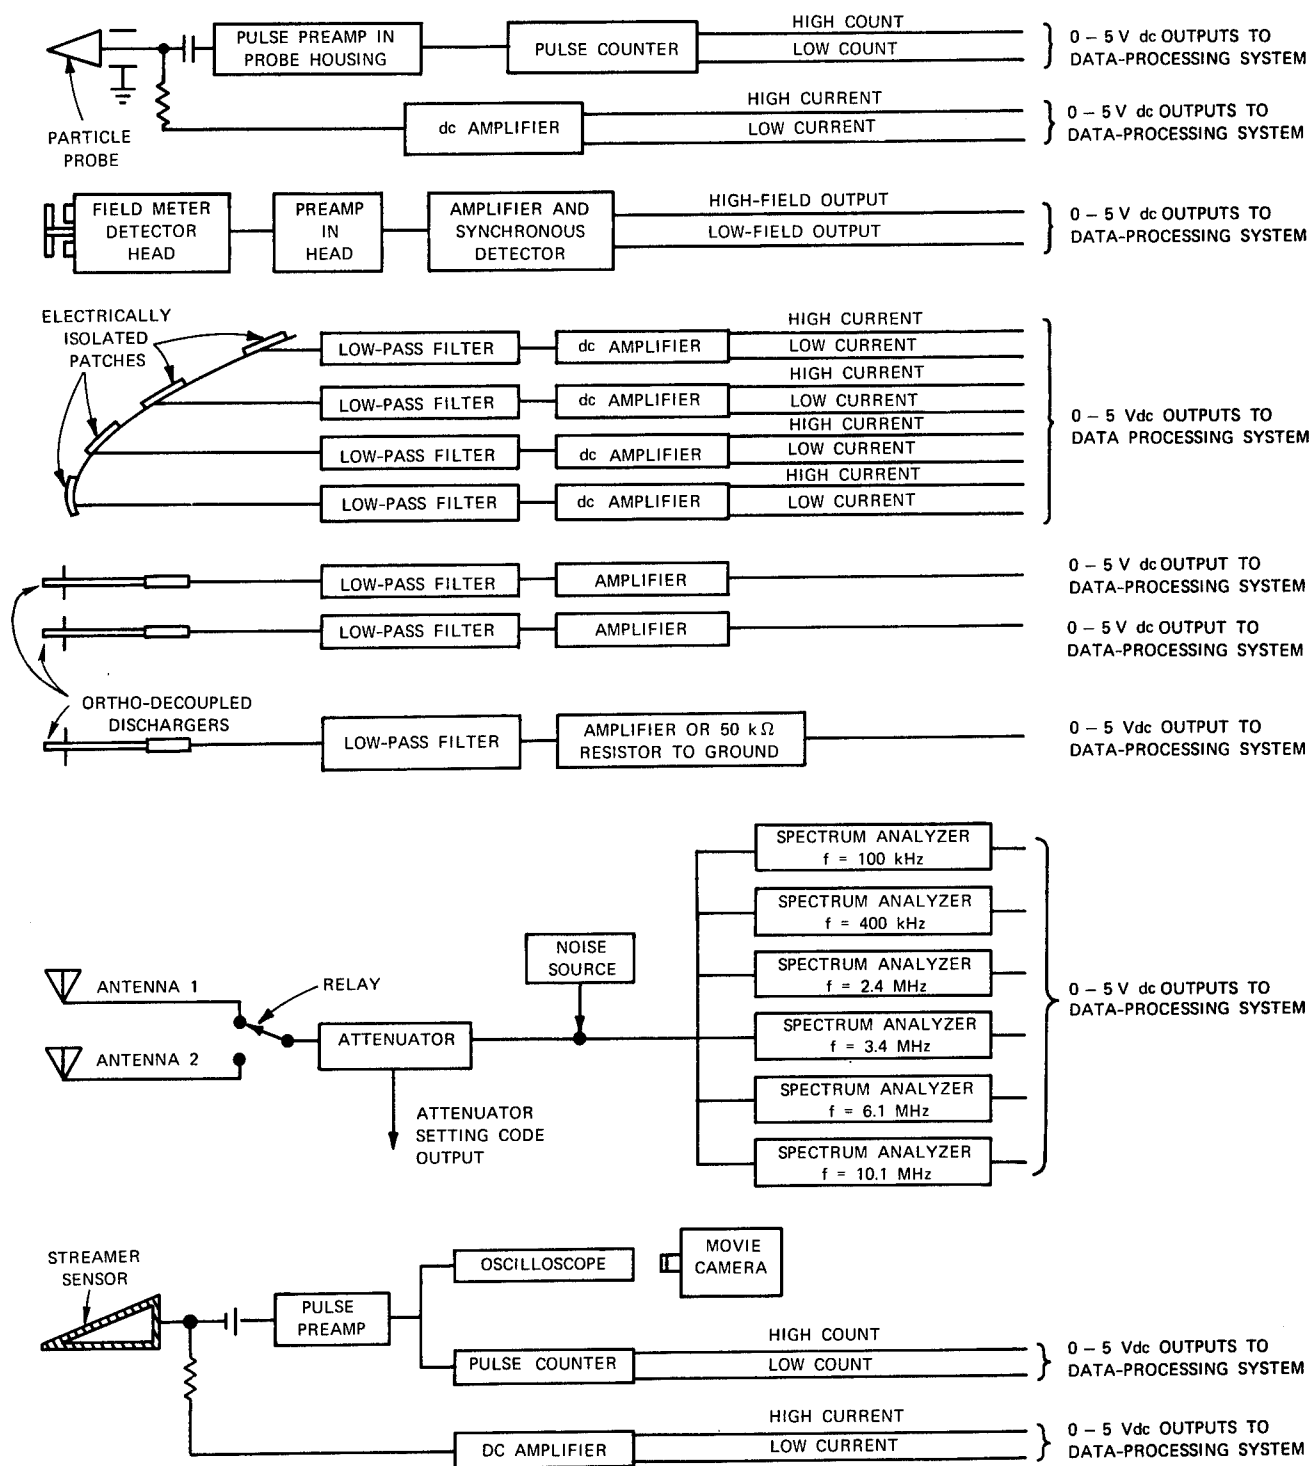 PULSE PREAMP IN
PROBE HOUSING
PULSE COUNTER
HIGH COUNT
LOW COUNT
0 – 5 V dc OUTPUTS TO
DATA-PROCESSING SYSTEM
PARTICLE
PROBE
dc AMPLIFIER
HIGH CURRENT
LOW CURRENT
0 – 5 V dc OUTPUTS TO
DATA-PROCESSING SYSTEM
FIELD METER
DETECTOR
HEAD
PREAMP
IN
HEAD
AMPLIFIER AND
SYNCHRONOUS
DETECTOR
HIGH-FIELD OUTPUT
LOW-FIELD OUTPUT
0 – 5 V dc OUTPUTS TO
DATA-PROCESSING SYSTEM
ELECTRICALLY
ISOLATED
PATCHES
LOW-PASS FILTER
dc AMPLIFIER
HIGH CURRENT
LOW CURRENT
LOW-PASS FILTER
dc AMPLIFIER
HIGH CURRENT
LOW CURRENT
LOW-PASS FILTER
dc AMPLIFIER
HIGH CURRENT
LOW CURRENT
LOW-PASS FILTER
dc AMPLIFIER
HIGH CURRENT
LOW CURRENT
0 – 5 Vdc OUTPUTS TO
DATA PROCESSING SYSTEM
LOW-PASS FILTER
AMPLIFIER
0 – 5 V dc OUTPUT TO
DATA-PROCESSING SYSTEM
LOW-PASS FILTER
AMPLIFIER
0 – 5 V dc OUTPUT TO
DATA-PROCESSING SYSTEM
ORTHO-DECOUPLED
DISCHARGERS
LOW-PASS FILTER
AMPLIFIER OR 50 kΩ
RESISTOR TO GROUND
0 – 5 Vdc OUTPUT TO
DATA-PROCESSING SYSTEM
ANTENNA 1
ANTENNA 2
RELAY
ATTENUATOR
ATTENUATOR
SETTING CODE
OUTPUT
NOISE
SOURCE
SPECTRUM ANALYZER
f = 100 kHz
SPECTRUM ANALYZER
f = 400 kHz
SPECTRUM ANALYZER
f = 2.4 MHz
SPECTRUM ANALYZER
f = 3.4 MHz
SPECTRUM ANALYZER
f = 6.1 MHz
SPECTRUM ANALYZER
f = 10.1 MHz
0 – 5 V dc OUTPUTS TO
DATA-PROCESSING SYSTEM
STREAMER
SENSOR
PULSE
PREAMP
OSCILLOSCOPE
MOVIE
CAMERA
PULSE COUNTER
HIGH COUNT
LOW COUNT
0 – 5 Vdc OUTPUTS TO
DATA-PROCESSING SYSTEM
DC AMPLIFIER
HIGH CURRENT
LOW CURRENT
0 – 5 Vdc OUTPUTS TO
DATA-PROCESSING SYSTEM